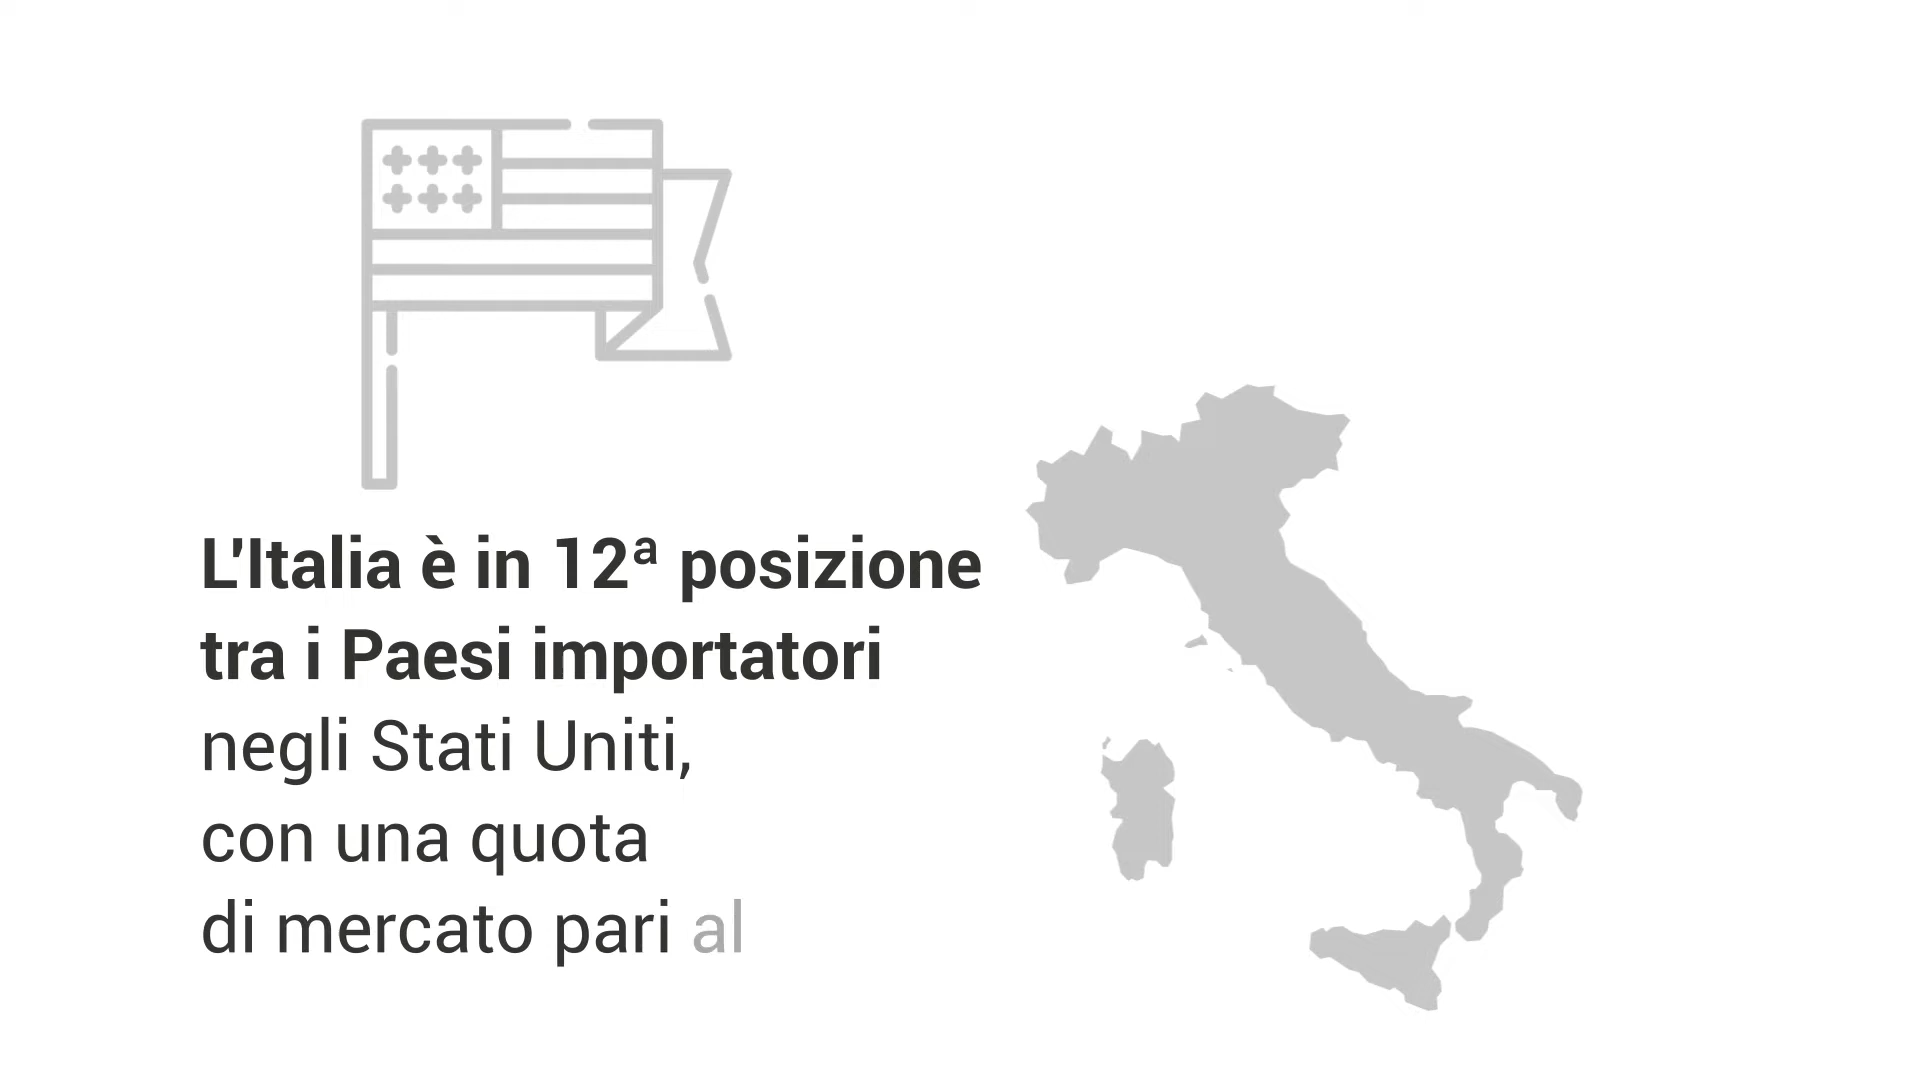 L'Italia è in 12ª posizione
tra i Paesi importatori
negli Stati Uniti,
con una quota
di mercato pari al